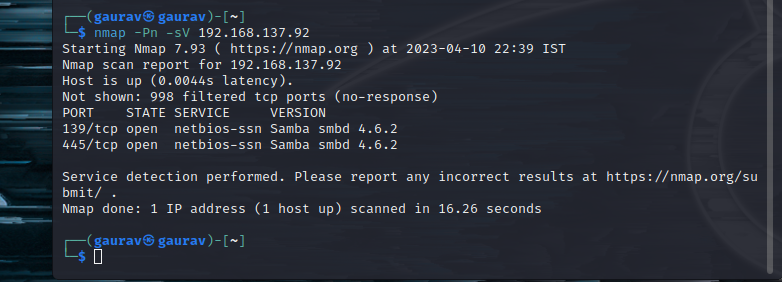 ┌──(gaurav㉿gaurav)-[~]
└─$ nmap -Pn -sV 192.168.137.92
Starting Nmap 7.93 ( https://nmap.org ) at 2023-04-10 22:39 IST
Nmap scan report for 192.168.137.92
Host is up (0.0044s latency).
Not shown: 998 filtered tcp ports (no-response)
PORT    STATE SERVICE     VERSION
139/tcp open  netbios-ssn Samba smbd 4.6.2
445/tcp open  netbios-ssn Samba smbd 4.6.2

Service detection performed. Please report any incorrect results at https://nmap.org/su
bmit/ .
Nmap done: 1 IP address (1 host up) scanned in 16.26 seconds

┌──(gaurav㉿gaurav)-[~]
└─$